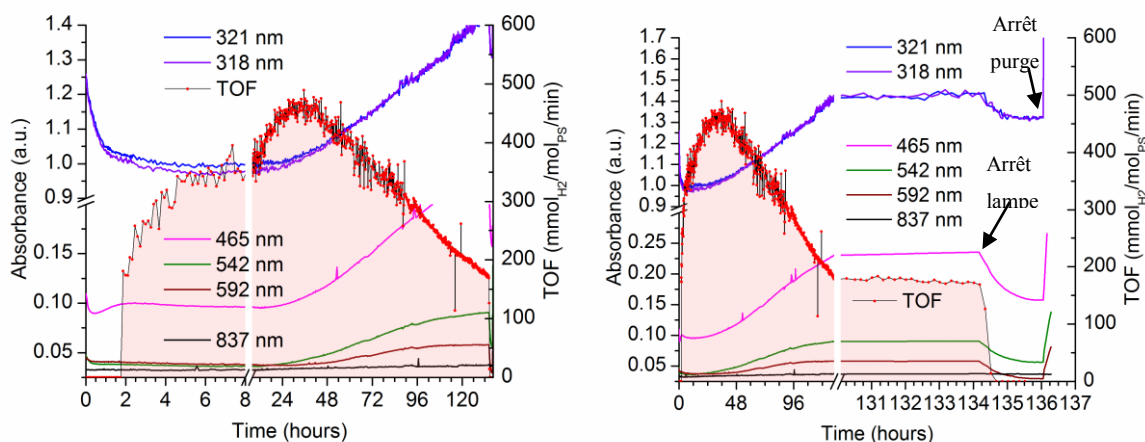 1.4
1.3
1.2
1.1
1.0
0.9
0.15
0.10
0.05
Absorbance (a.u.)
321 nm
318 nm
TOF
465 nm
542 nm
592 nm
837 nm
600
500
400
300
200
100
0
TOF (mmolH2/molPS/min)
0 2 4 6 8 24 48 72 96 120
Time (hours)
1.7
1.6
1.5
1.4
1.3
1.2
1.1
1.0
0.9
0.25
0.20
0.15
0.10
0.05
Absorbance (a.u.)
321 nm
318 nm
Arrêt
purge
465 nm
542 nm
592 nm
837 nm
Arrêt
lampe
TOF
600
500
400
300
200
100
0
TOF (mmolH2/molPS/min)
0 48 96 131 132 133 134 135 136 137
Time (hours)